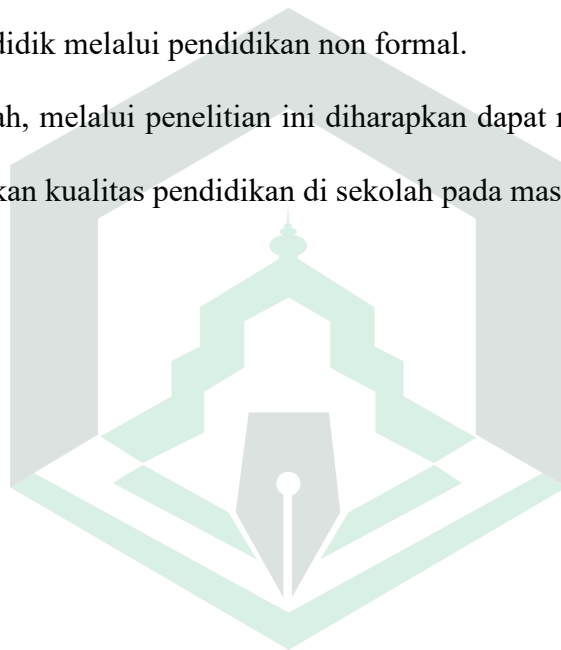 didik melalui pendidikan non formal.
ah, melalui penelitian ini diharapkan dapat
kan kualitas pendidikan di sekolah pada mas